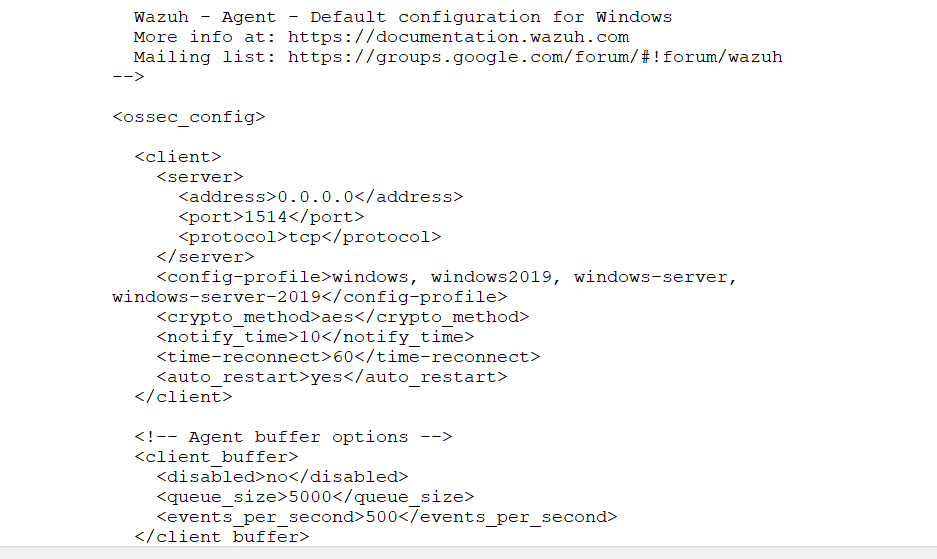 Wazuh - Agent - Default configuration for Windows
More info at: https://documentation.wazuh.com
Mailing list: https://groups.google.com/forum/#!forum/wazuh
-->
<ossec_config>
<client>
<server>
<address>0.0.0.0</address>
<port>1514</port>
<protocol>tcp</protocol>
</server>
<config-profile>windows, windows2019, windows-server,
windows-server-2019</config-profile>
<crypto_method>aes</crypto_method>
<notify_time>10</notify_time>
<time-reconnect>60</time-reconnect>
<auto_restart>yes</auto_restart>
</client>
<!-- Agent buffer options -->
<client_buffer>
<disabled>no</disabled>
<queue_size>5000</queue_size>
<events_per_second>500</events_per_second>
</client_buffer>